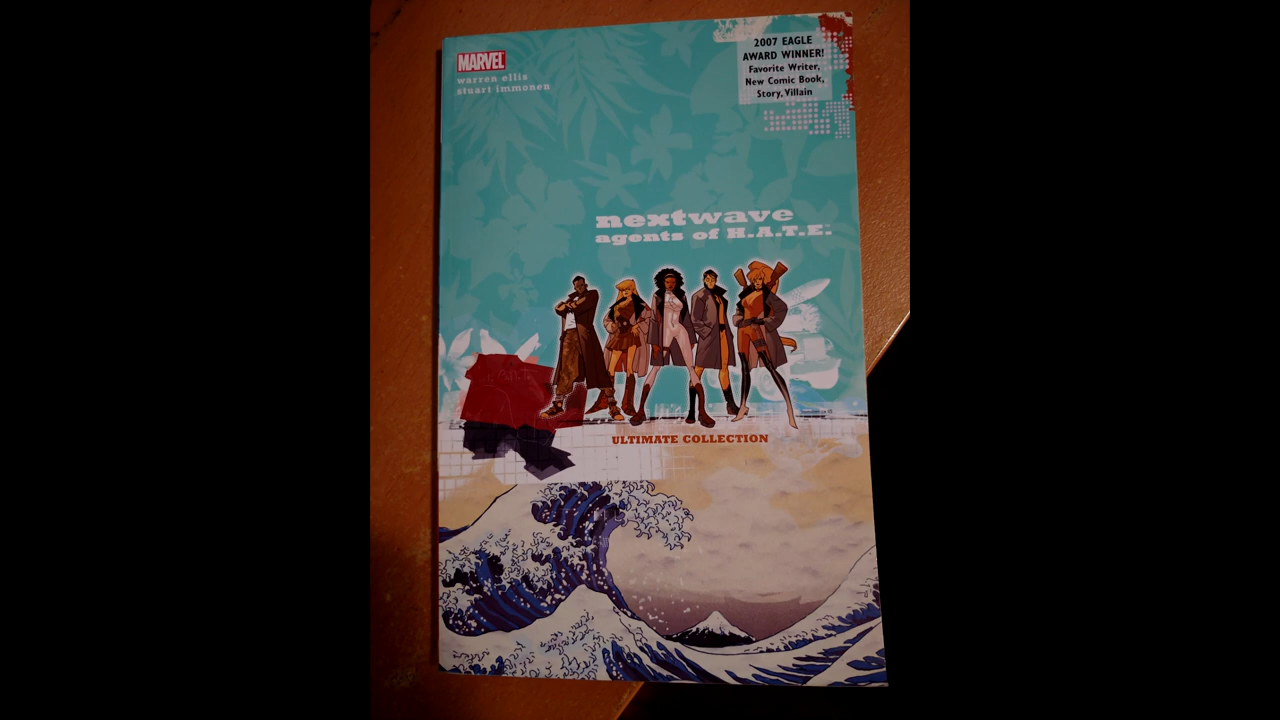 MARVEL
warren ellis
stuart immonen
2007 EAGLE
AWARD WINNER!
Favorite Writer,
New Comic Book,
Story, Villain
nextwave
agents of H.A.T.E.
ULTIMATE COLLECTION